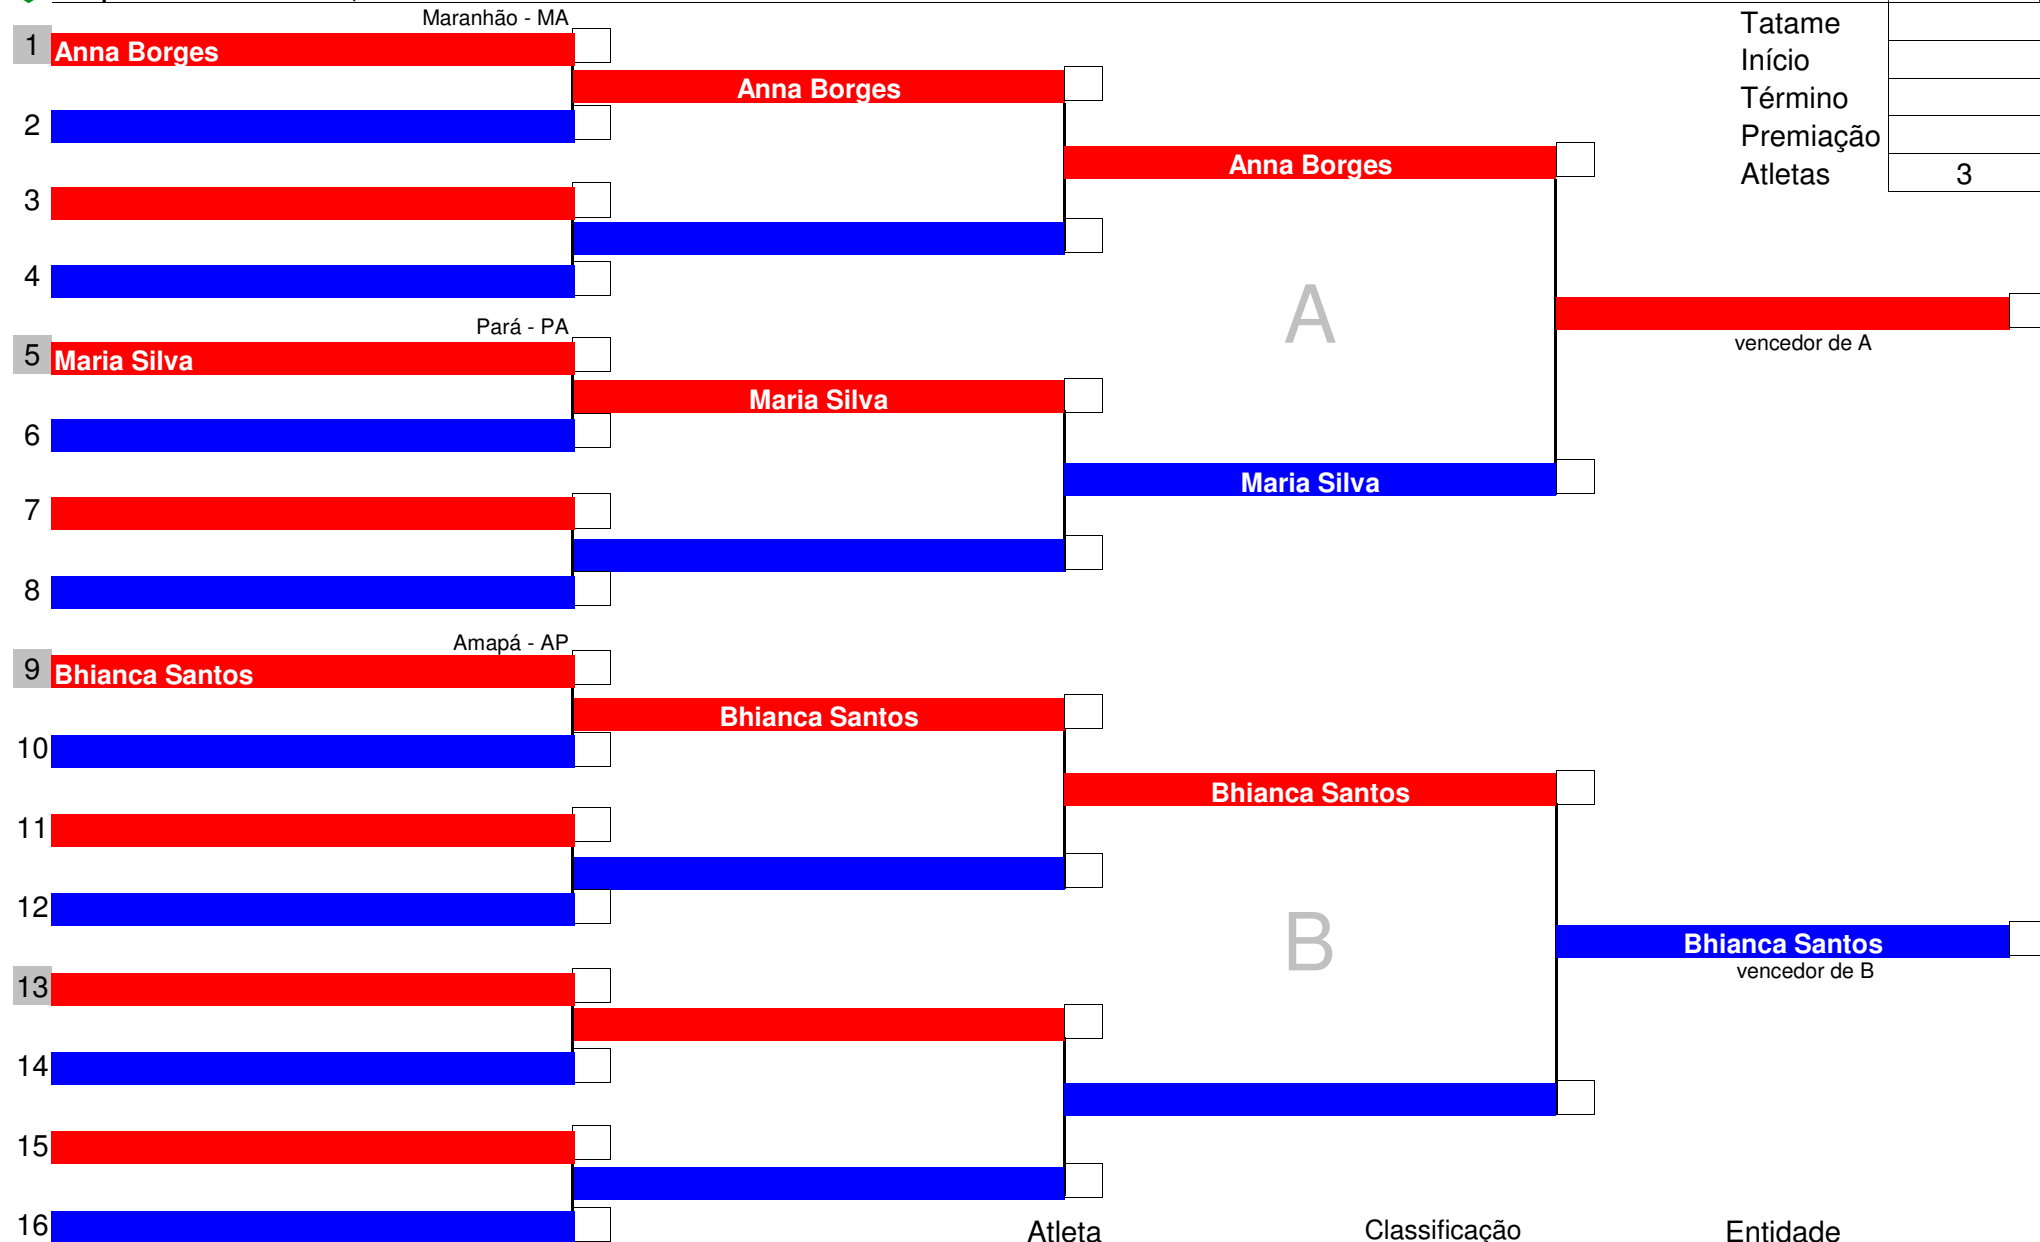 Maranhão - MA
1 Anna Borges
Anna Borges
2
Anna Borges
3
4
A
vencedor de A
Pará - PA
5 Maria Silva
Maria Silva
6
Maria Silva
7
8
Amapá - AP
9 Bhianca Santos
Bhianca Santos
10
Bhianca Santos
11
12
B
Bhianca Santos
vencedor de B
13
14
15
16
Tatame
Início
Término
Premiação
Atletas 3
Atleta Classificação Entidade